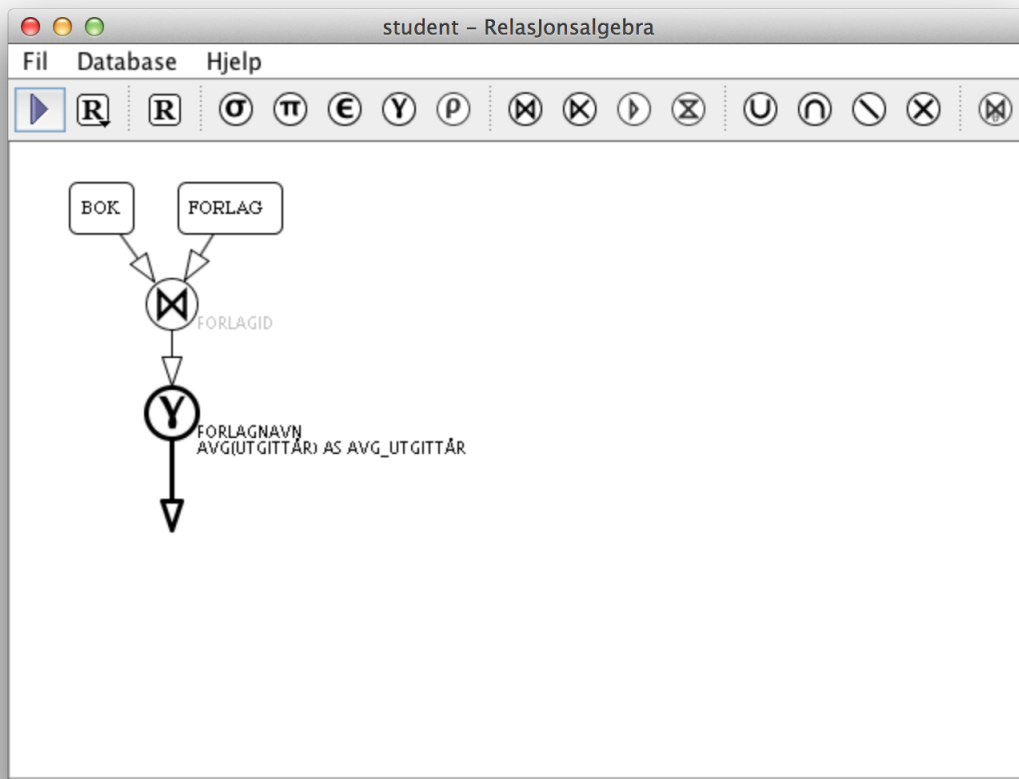 student – RelasJonsalgebra
Fil Database Hjelp
R R σ π ϵ γ ρ ⋈ ⋉ ▷ ⧖ ∪ ∩ \ ×
BOK FORLAG
⋈ FORLAGID
γ FORLAGNAVN
AVG(UTGITTÅR) AS AVG_UTGITTÅR